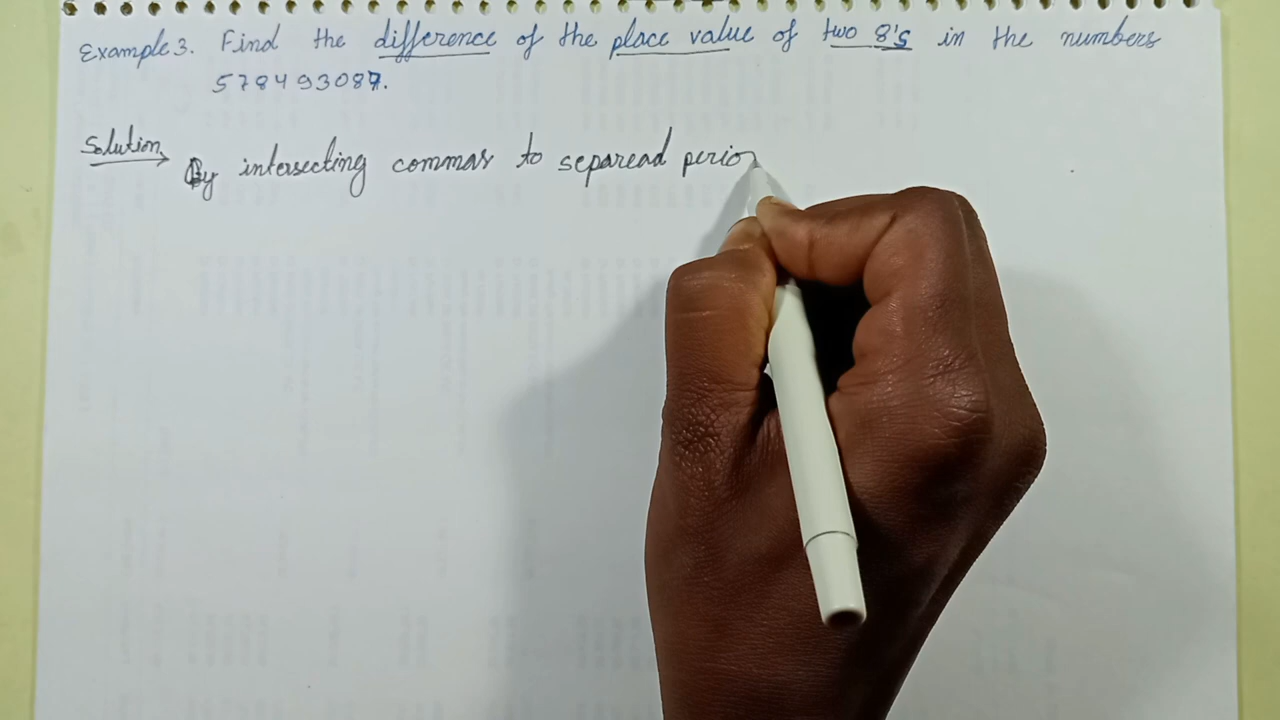 Example 3. Find the difference of the place value of two 8's in the numbers
578493087.
Solution
By intersecting commas to separead perio